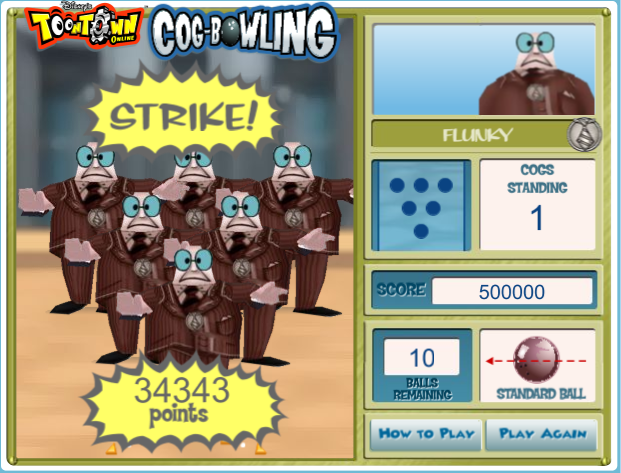 Disney's
TOONTOWN
ONLINE
COG-BOWLING
STRIKE!
34343
points
FLUNKY
COGS
STANDING
1
SCORE 500000
10
BALLS
REMAINING
STANDARD BALL
HOW TO PLAY PLAY AGAIN